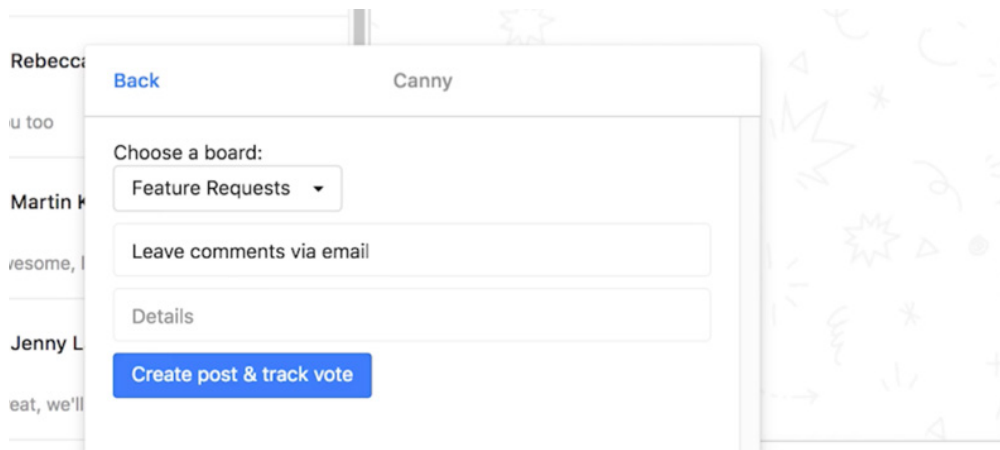 Rebecca
u too
Martin K
esome, l
Jenny L
eat, we'll
Back
Canny
Choose a board:
Feature Requests
Leave comments via email
Details
Create post & track vote